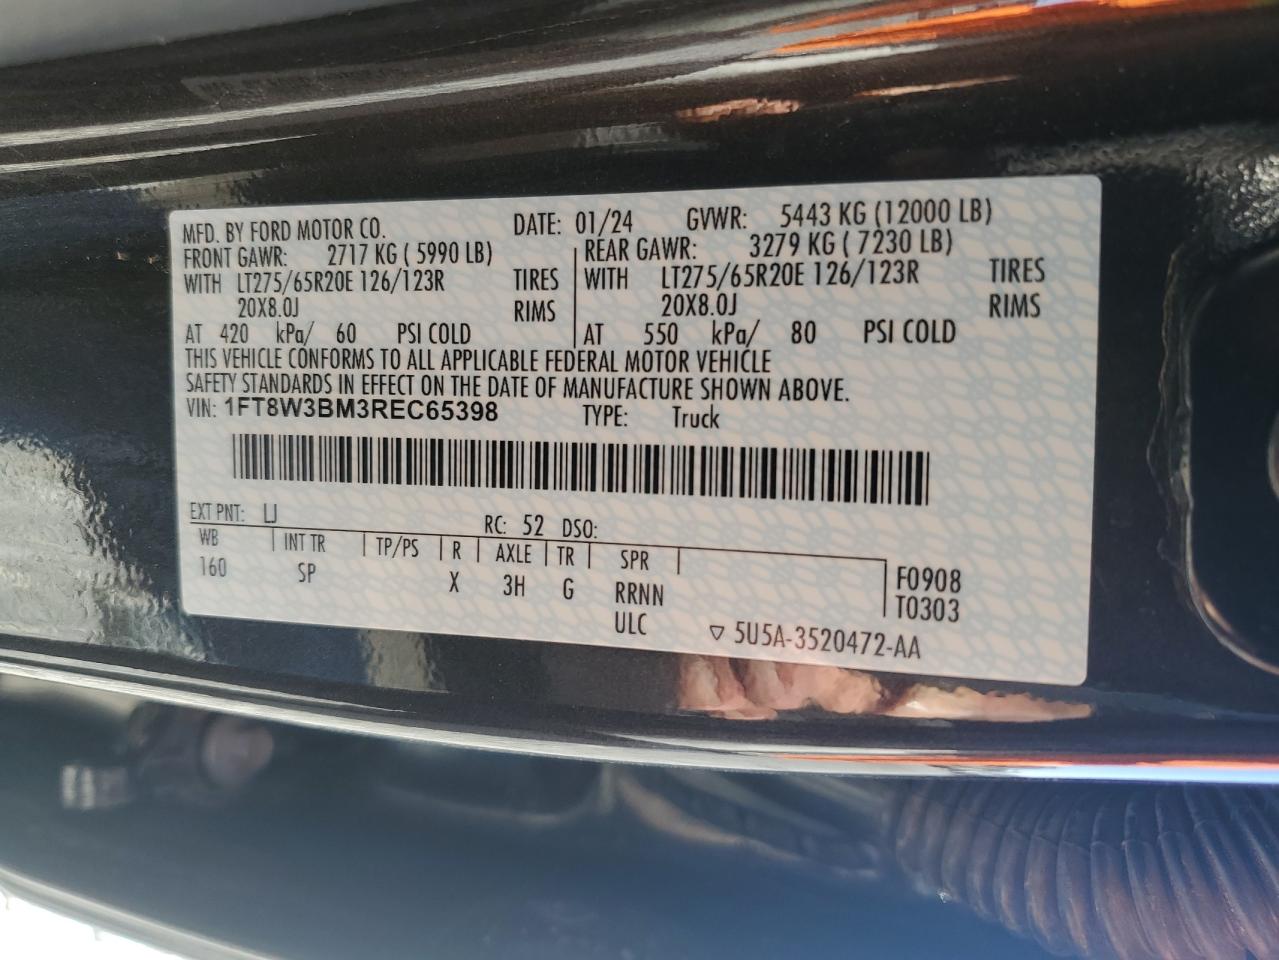 MFD. BY FORD MOTOR CO. DATE: 01/24 GVWR: 5443 KG (12000 LB)
FRONT GAWR: 2717 KG ( 5990 LB) REAR GAWR: 3279 KG ( 7230 LB)
WITH LT275/65R20E 126/123R TIRES WITH LT275/65R20E 126/123R TIRES
20X8.0J RIMS 20X8.0J RIMS
AT 420 kPa/ 60 PSI COLD AT 550 kPa/ 80 PSI COLD
THIS VEHICLE CONFORMS TO ALL APPLICABLE FEDERAL MOTOR VEHICLE
SAFETY STANDARDS IN EFFECT ON THE DATE OF MANUFACTURE SHOWN ABOVE.
VIN: 1FT8W3BM3REC65398 TYPE: Truck
EXT PNT: LJ RC: 52 DSO:
WB INT TR TP/PS R AXLE TR SPR
160 SP X 3H G RRNN F0908
ULC T0303
▽ 5U5A-3520472-AA